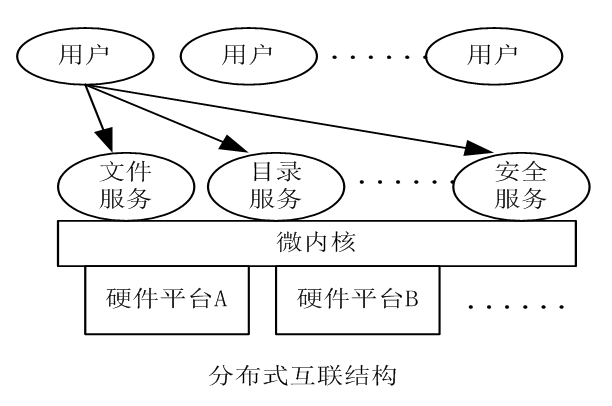 用户 用户 ...... 用户
文件 目录 安全
服务 服务 ...... 服务
微内核
硬件平台A 硬件平台B ......
分布式互联结构